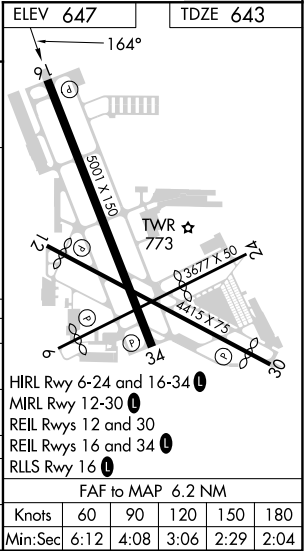 ELEV 647
TDZE 643
164°
16
P
5001 X 150
TWR
773
12
P
3677 X 50
24
4415 X 75
P
6
P
34
P
30
HIRL Rwy 6-24 and 16-34 L
MIRL Rwy 12-30 L
REIL Rwys 12 and 30
REIL Rwys 16 and 34 L
RLLS Rwy 16 L
FAF to MAP 6.2 NM
Knots 60 90 120 150 180
Min:Sec 6:12 4:08 3:06 2:29 2:04